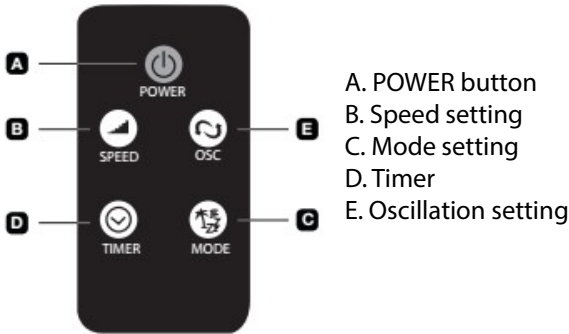 A
POWER
B
SPEED
OSC
E
D
TIMER
MODE
C
A. POWER button
B. Speed setting
C. Mode setting
D. Timer
E. Oscillation setting